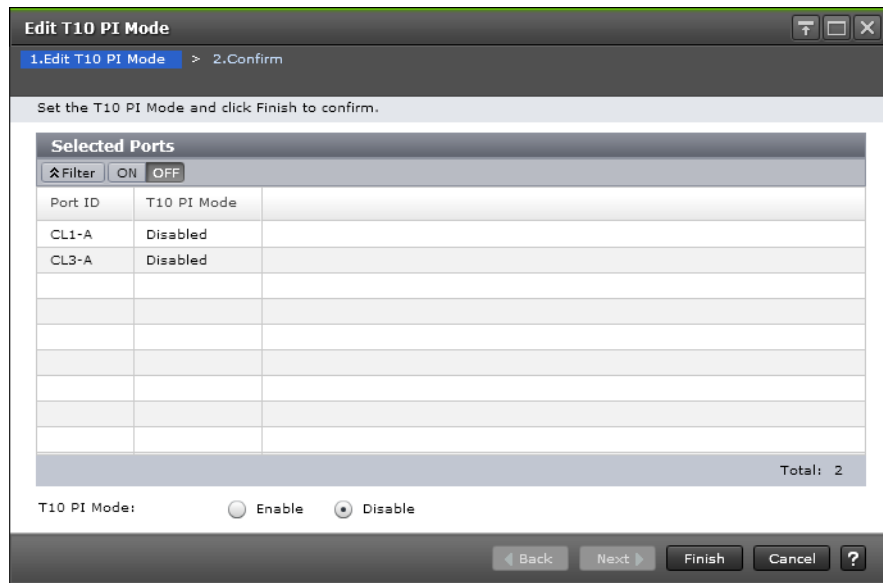 Edit T10 PI Mode
1.Edit T10 PI Mode > 2.Confirm
Set the T10 PI Mode and click Finish to confirm.
Selected Ports
Filter ON OFF
Port ID T10 PI Mode
CL1-A Disabled
CL3-A Disabled
Total: 2
T10 PI Mode: Enable Disable
Back Next Finish Cancel ?